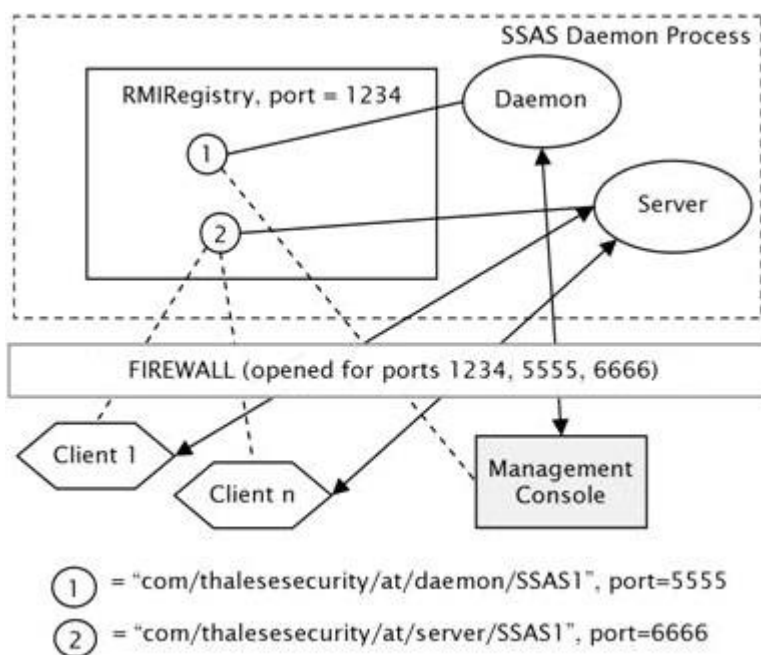 SSAS Daemon Process
RMIRegistry, port = 1234
Daemon
1
Server
2
FIREWALL (opened for ports 1234, 5555, 6666)
Client 1
Client n
Management
Console
1 = “com/thalesesecurity/at/daemon/SSAS1”, port=5555
2 = “com/thalesesecurity/at/server/SSAS1”, port=6666